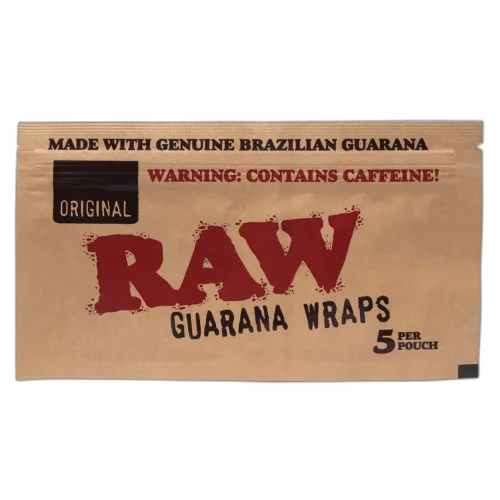 MADE WITH GENUINE BRAZILIAN GUARANA
WARNING: CONTAINS CAFFEINE!
ORIGINAL
RAW
GUARANA WRAPS
5 PER
POUCH